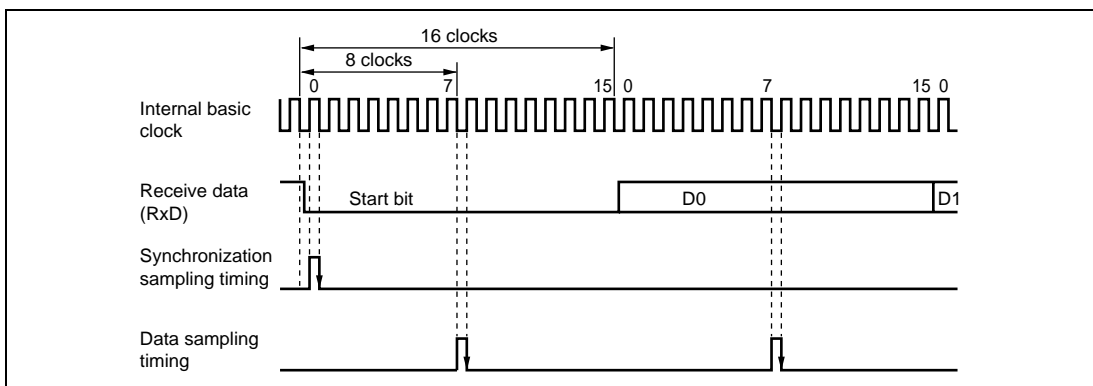 16 clocks
8 clocks
0 7 15 0 7 15 0
Internal basic
clock
Receive data
(RxD)
Start bit D0 D1
Synchronization
sampling timing
Data sampling
timing